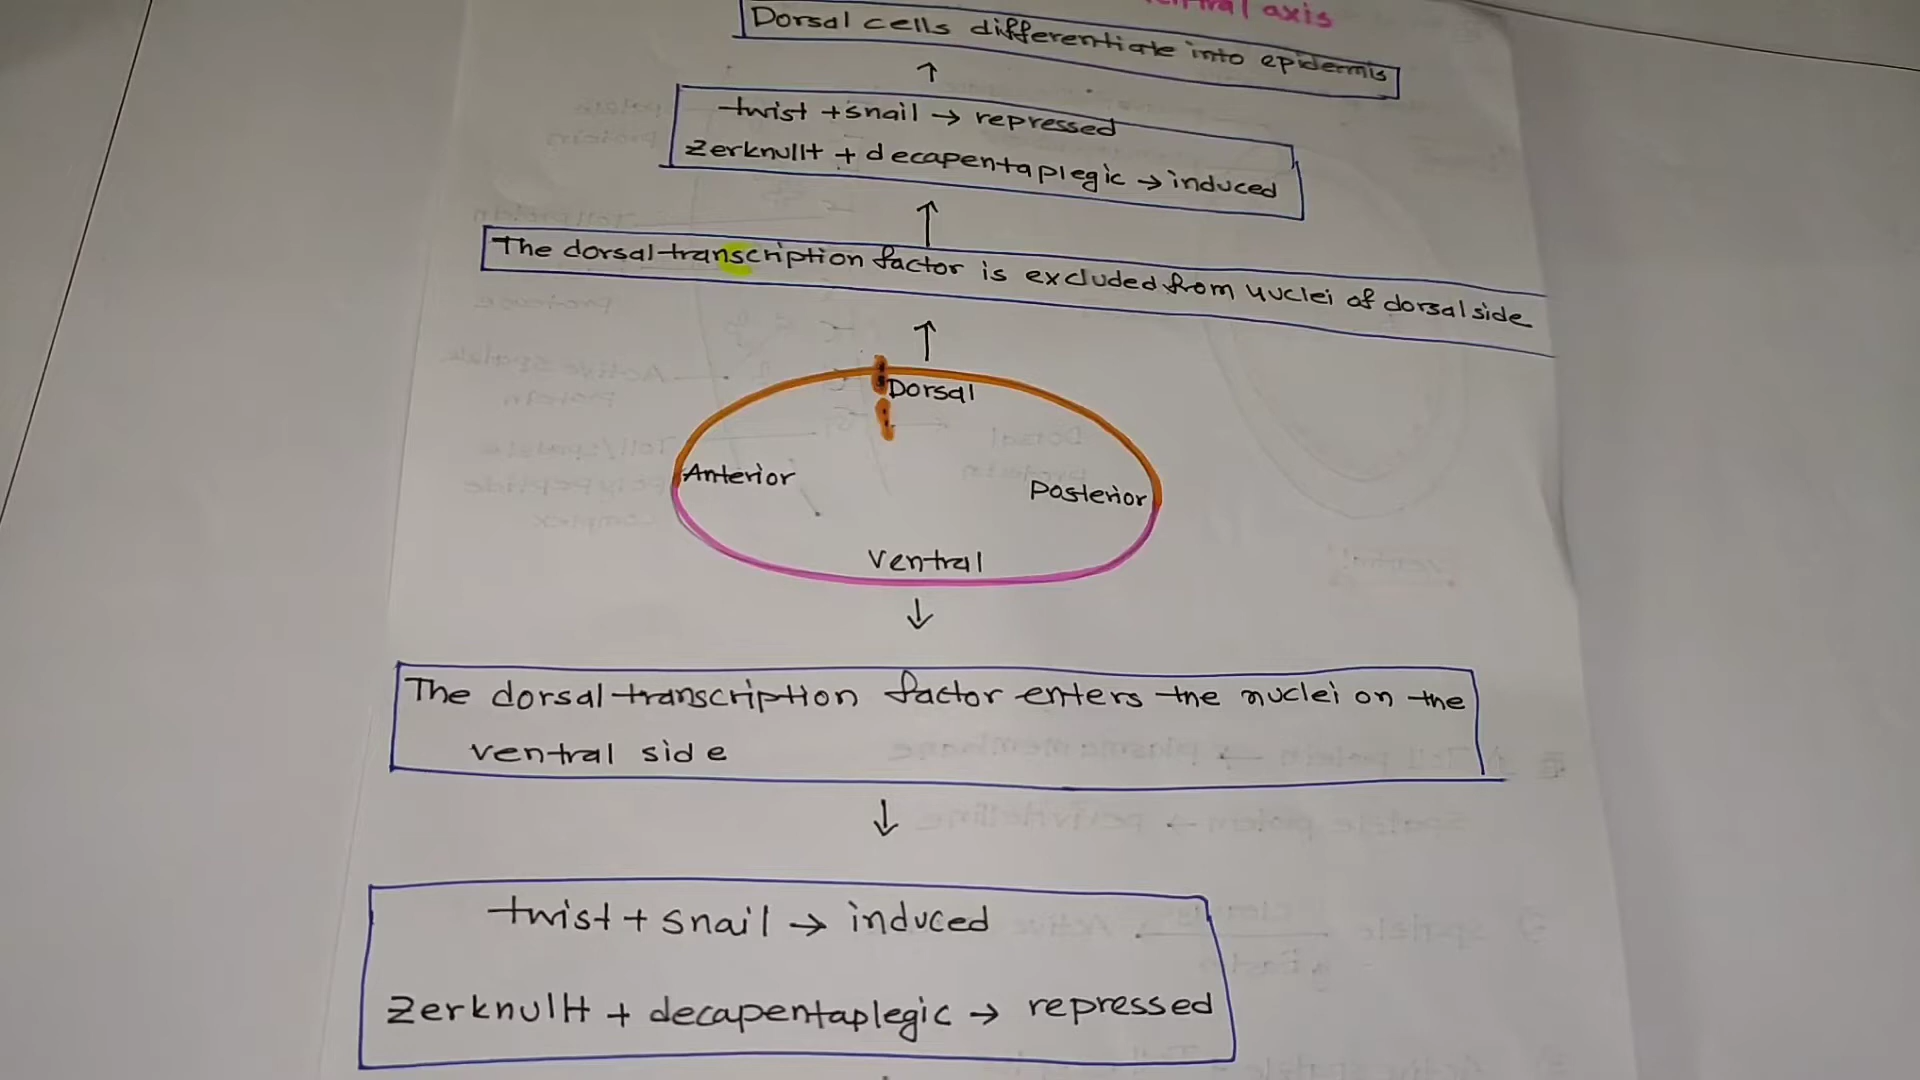 axis
Dorsal cells differentiate into epidermis
↑
twist + snail → repressed
zerknullt + decapentaplegic → induced
↑
The dorsal transcription factor is excluded from nuclei of dorsal side
↑
Dorsal
Anterior
Posterior
Ventral
↓
The dorsal transcription factor enters the nuclei on the
ventral side
↓
twist + snail → induced
zerknullt + decapentaplegic → repressed